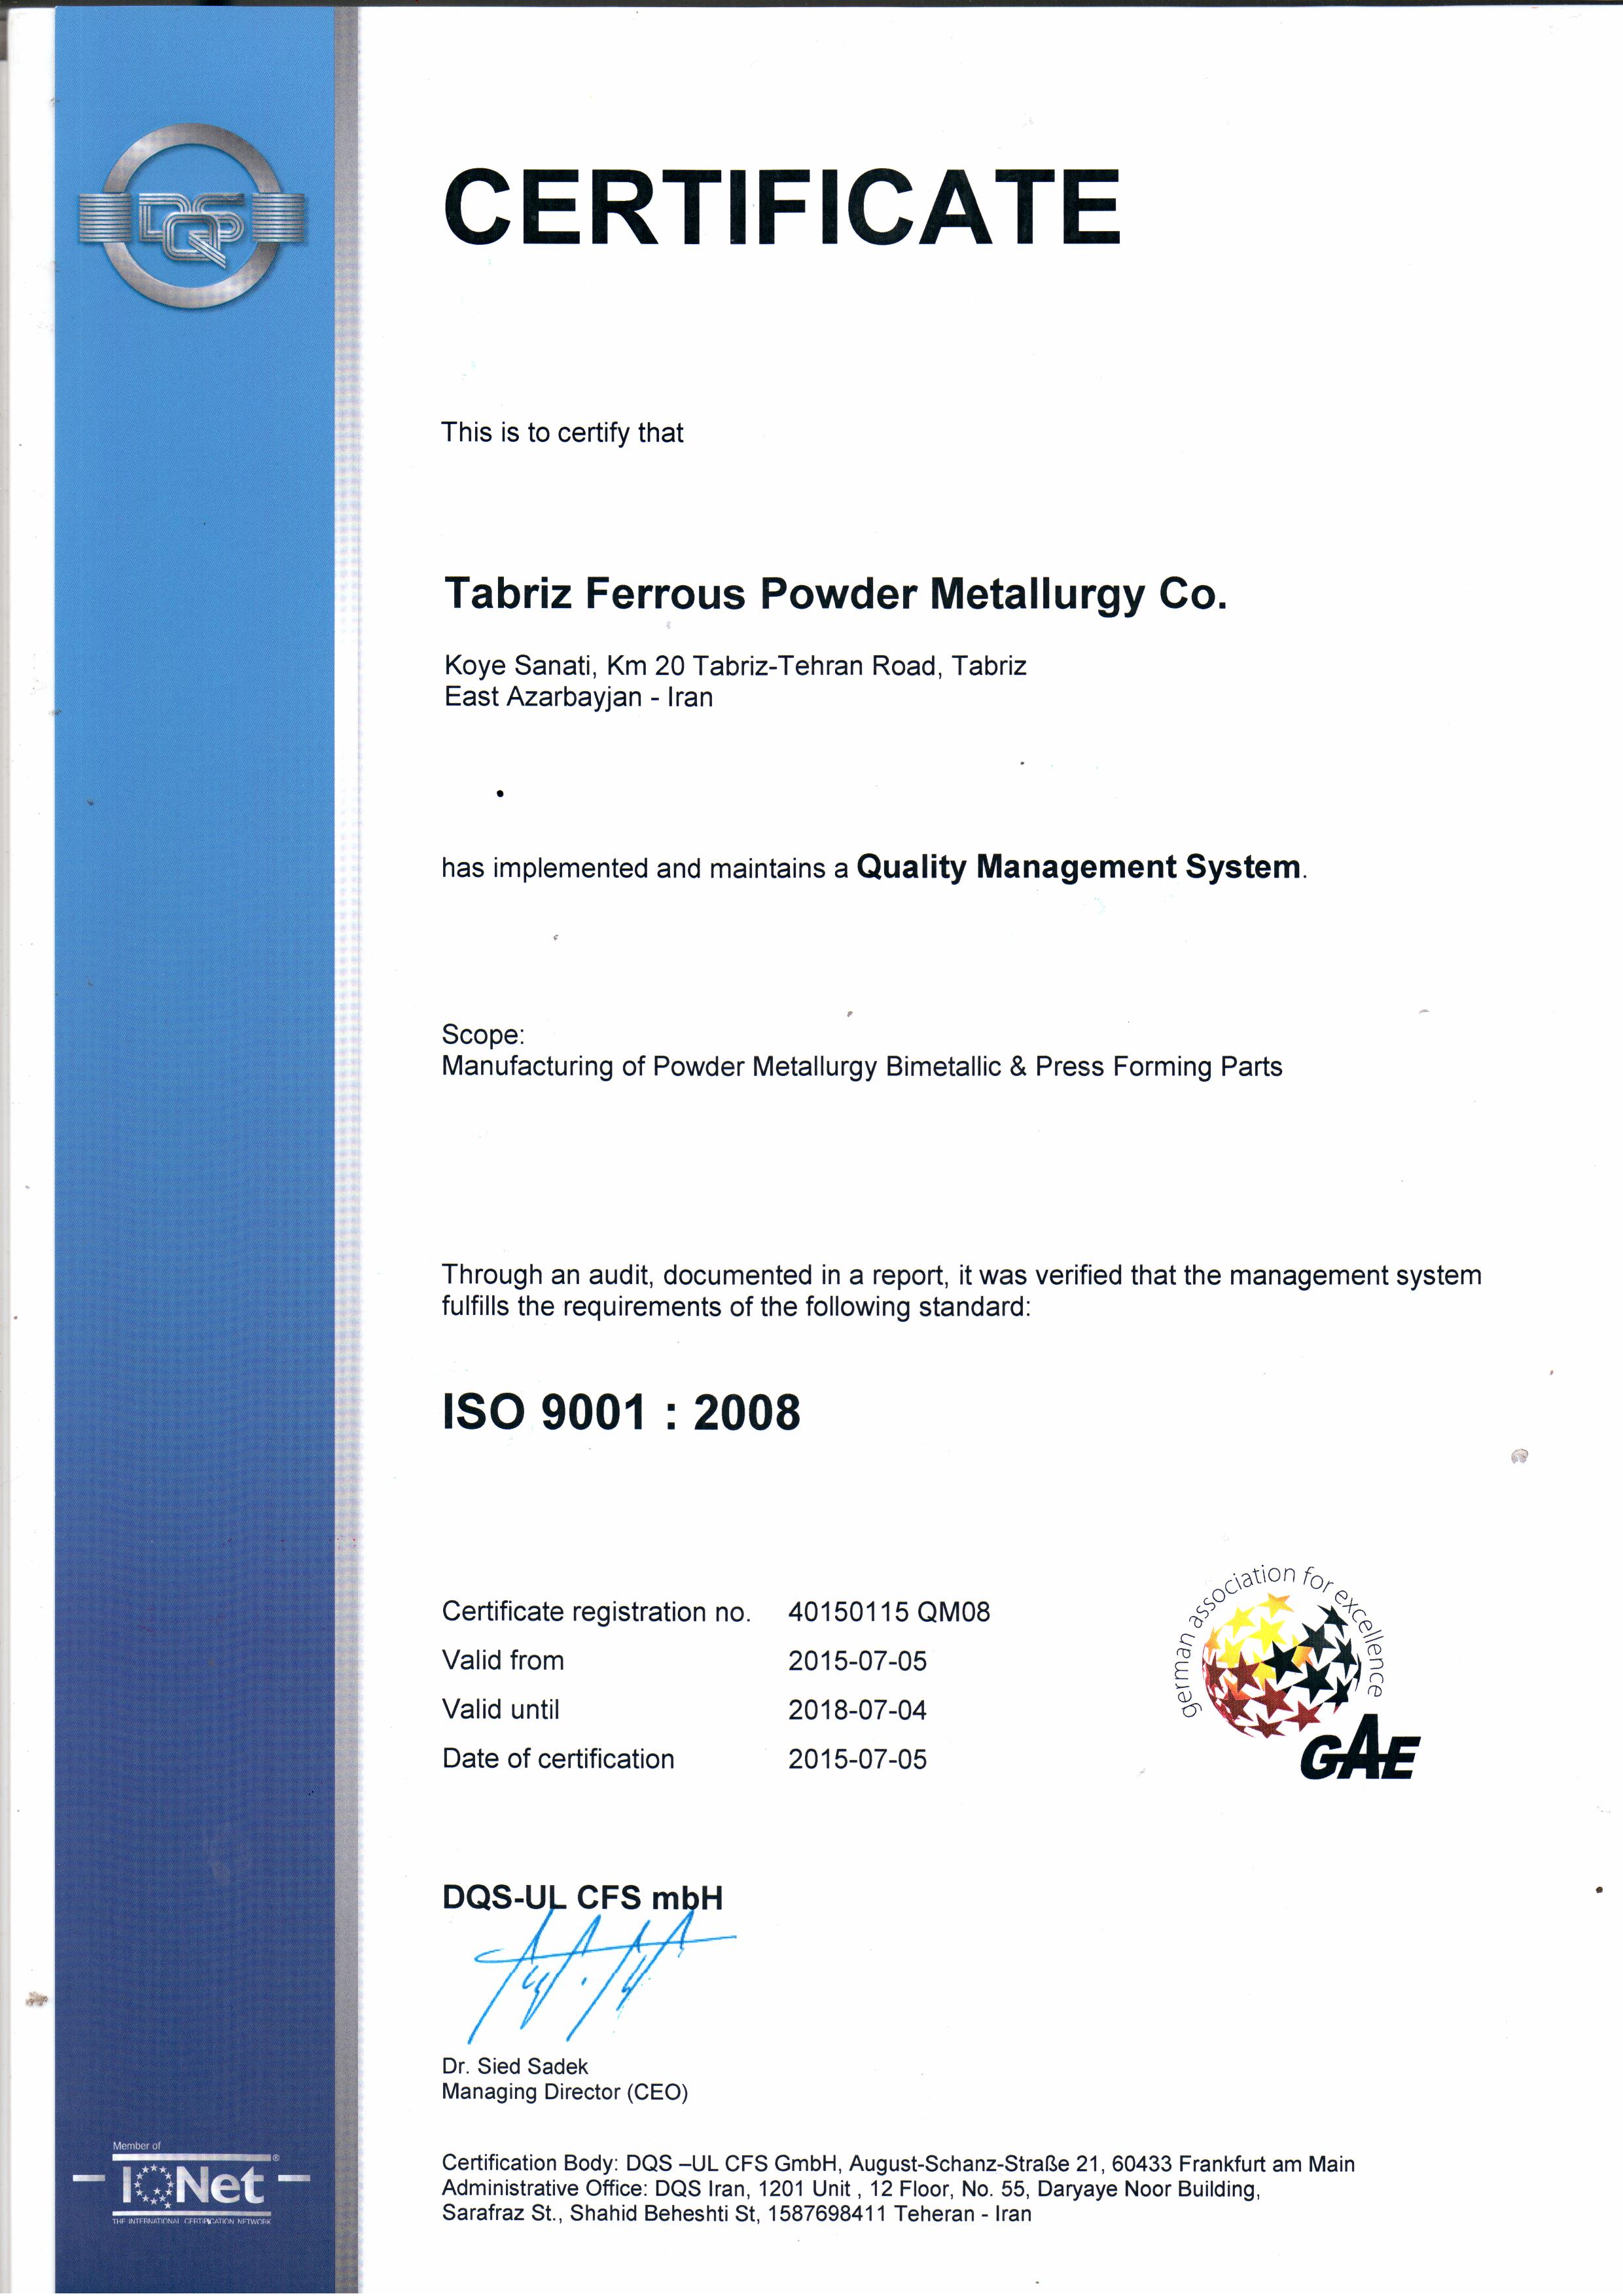 DQS
CERTIFICATE
This is to certify that
Tabriz Ferrous Powder Metallurgy Co.
Koye Sanati, Km 20 Tabriz-Tehran Road, Tabriz
East Azarbayjan - Iran
has implemented and maintains a Quality Management System.
Scope:
Manufacturing of Powder Metallurgy Bimetallic & Press Forming Parts
Through an audit, documented in a report, it was verified that the management system
fulfills the requirements of the following standard:
ISO 9001 : 2008
Certificate registration no. 40150115 QM08
Valid from 2015-07-05
Valid until 2018-07-04
Date of certification 2015-07-05
german association for excellence
GAE
DQS-UL CFS mbH
Dr. Sied Sadek
Managing Director (CEO)
Member of
IQNet®
THE INTERNATIONAL CERTIFICATION NETWORK
Certification Body: DQS –UL CFS GmbH, August-Schanz-Straße 21, 60433 Frankfurt am Main
Administrative Office: DQS Iran, 1201 Unit , 12 Floor, No. 55, Daryaye Noor Building,
Sarafraz St., Shahid Beheshti St, 1587698411 Teheran - Iran